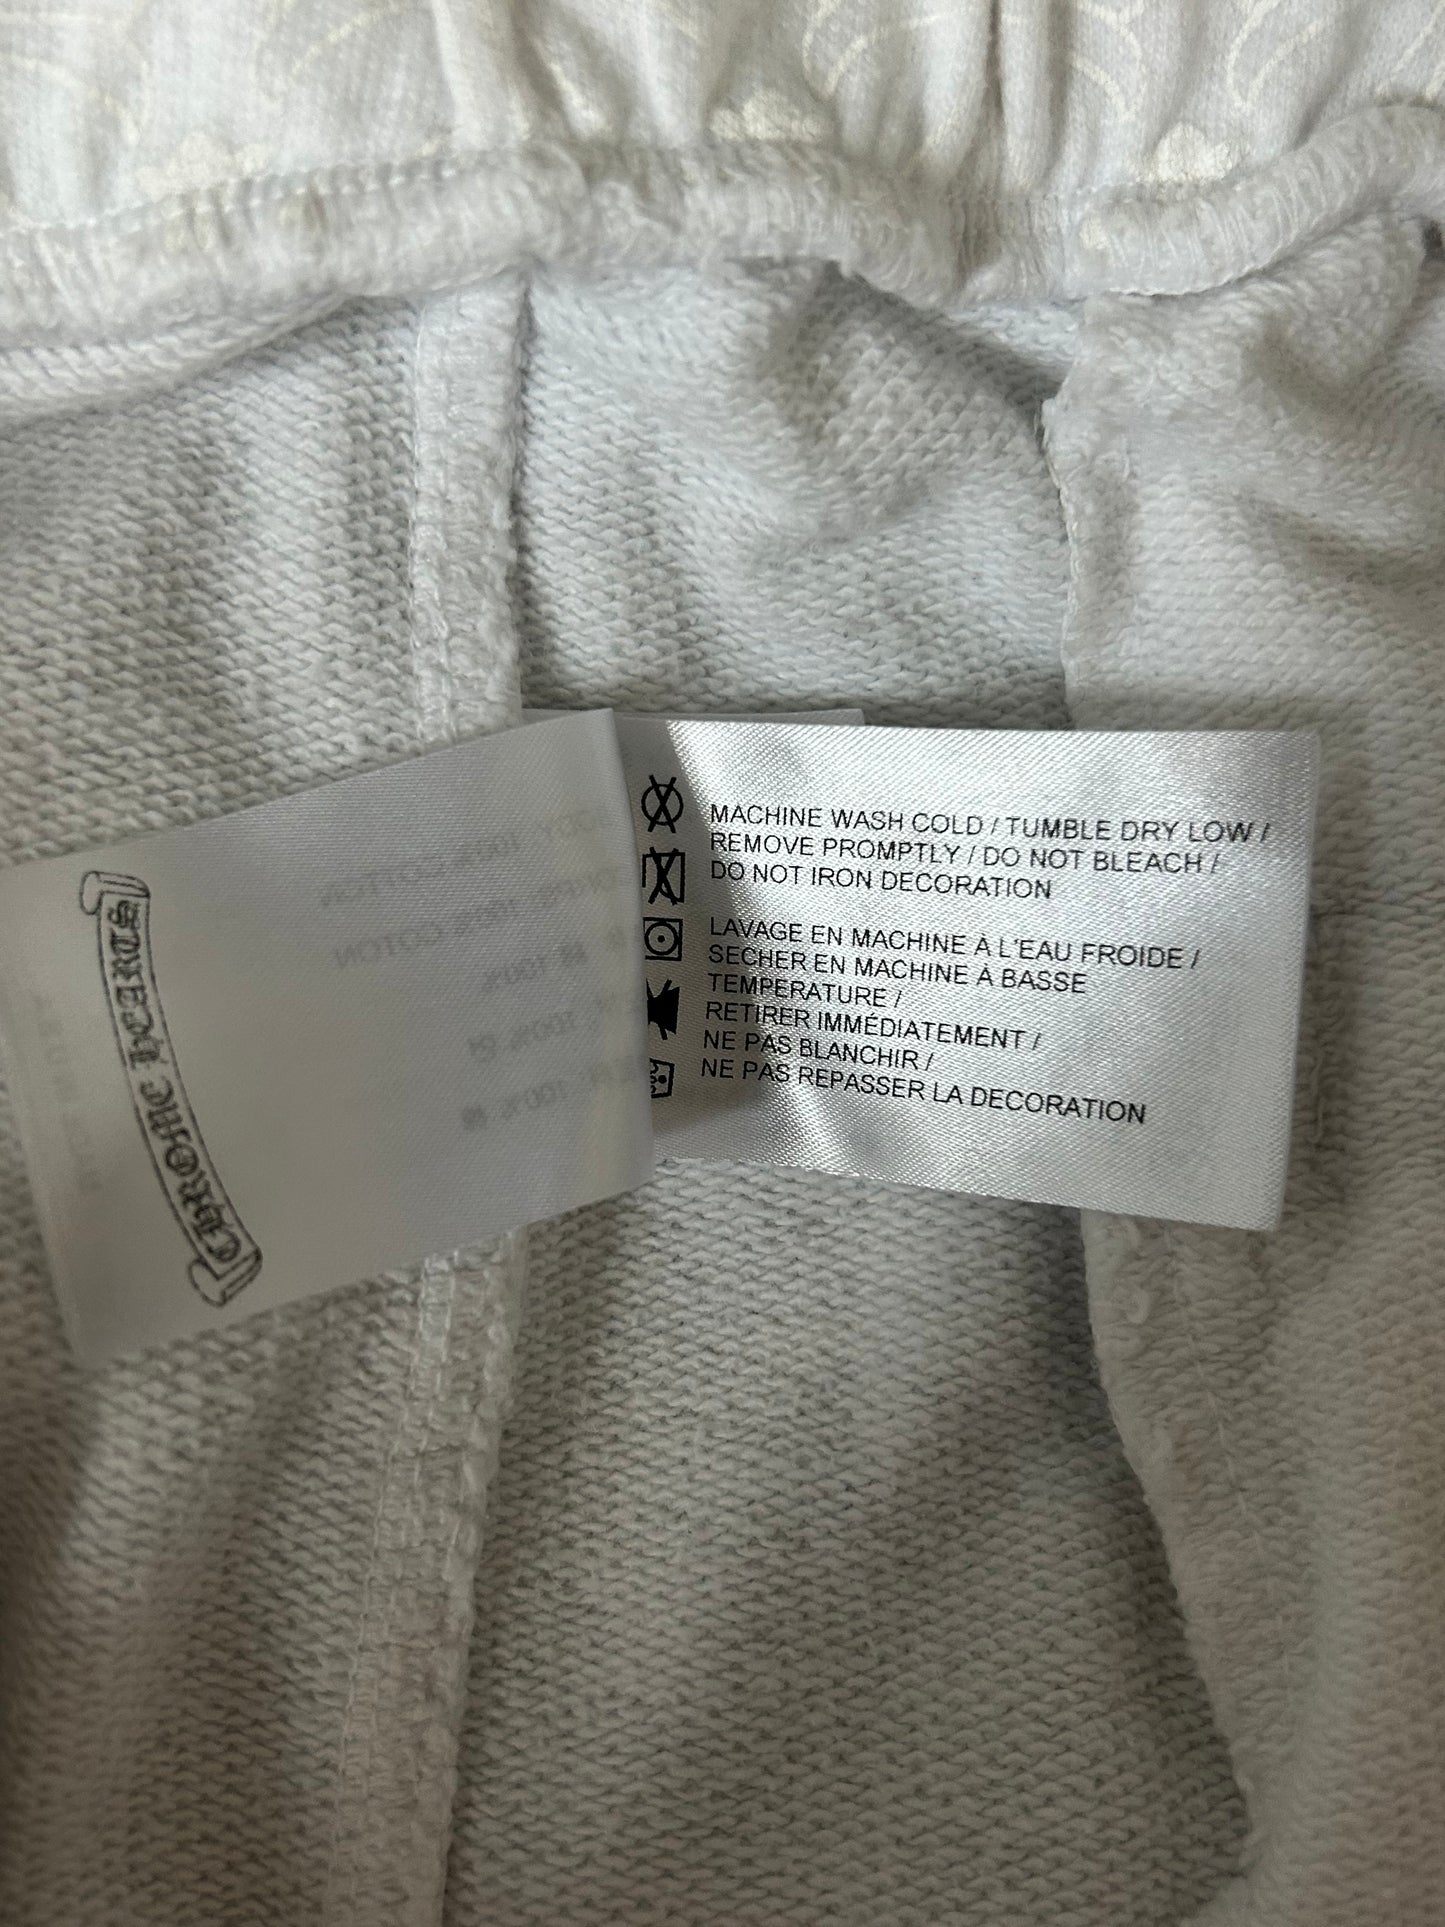 CHROME HEARTS
MACHINE WASH COLD / TUMBLE DRY LOW /
REMOVE PROMPTLY / DO NOT BLEACH /
DO NOT IRON DECORATION
LAVAGE EN MACHINE À L'EAU FROIDE /
SECHER EN MACHINE À BASSE
TEMPERATURE /
RETIRER IMMÉDIATEMENT /
NE PAS BLANCHIR /
NE PAS REPASSER LA DECORATION